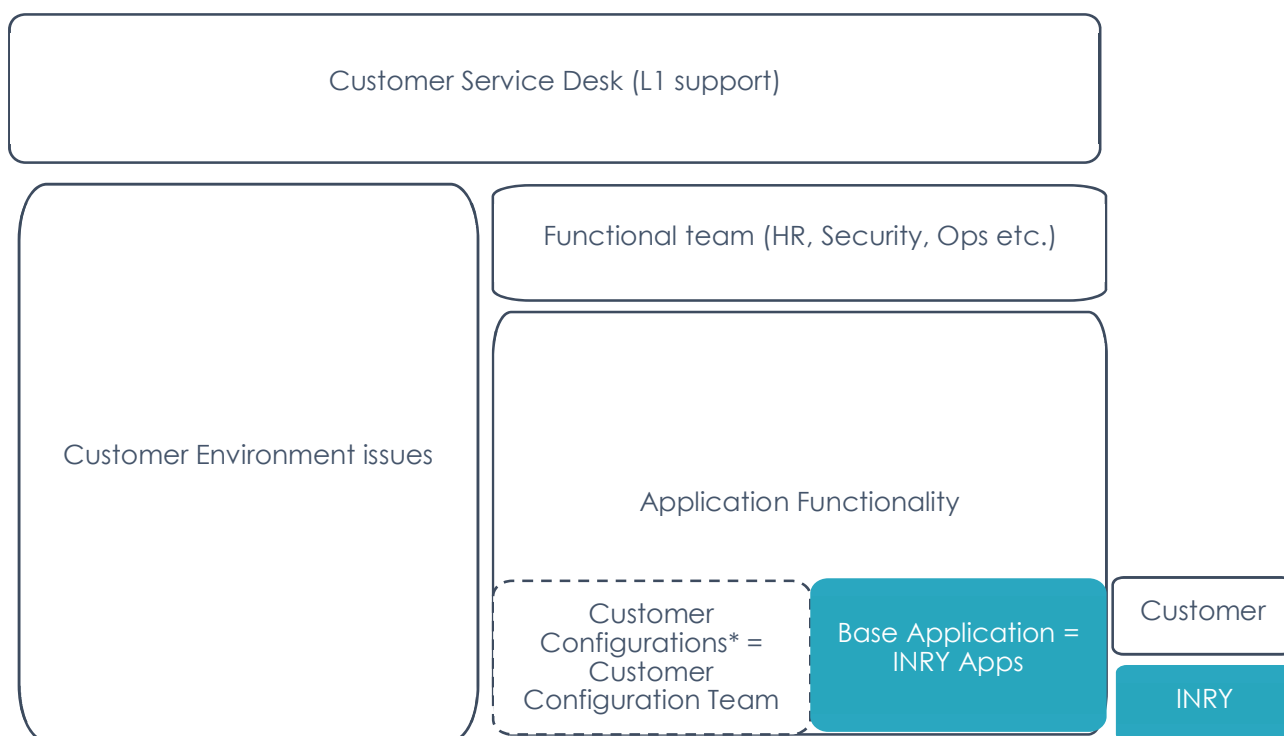 Customer Service Desk (L1 support)
Functional team (HR, Security, Ops etc.)
Customer Environment issues
Application Functionality
Customer
Configurations* =
Customer
Configuration Team
Base Application =
INRY Apps
Customer
INRY